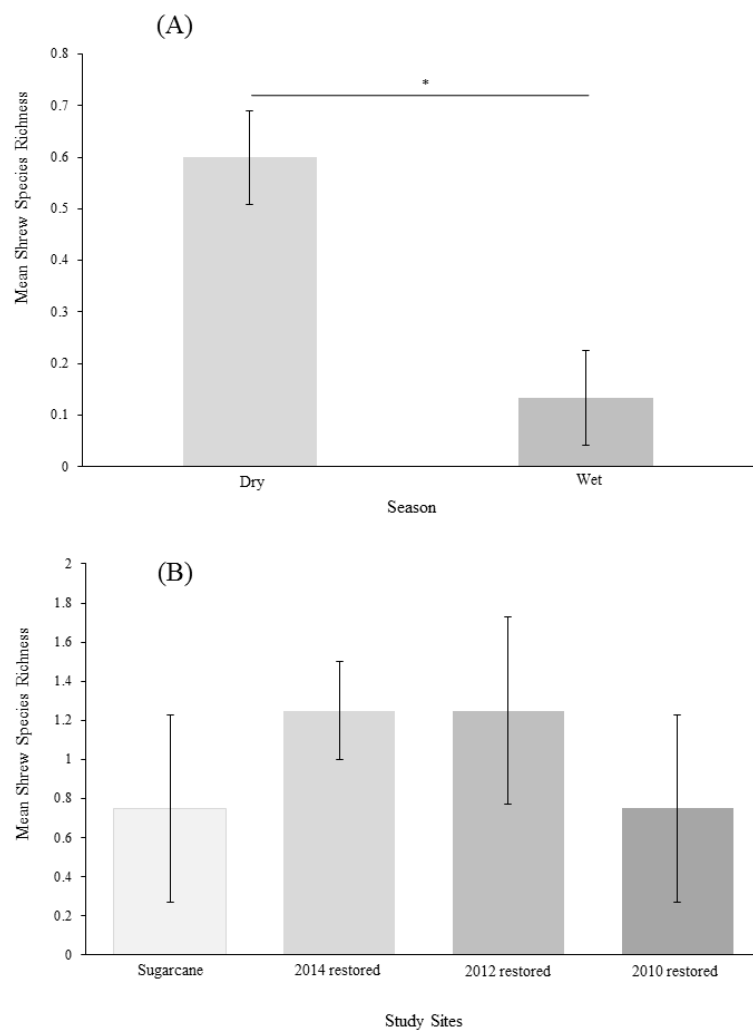 (A)
Mean Shrew Species Richness
0.8
0.7
0.6
0.5
0.4
0.3
0.2
0.1
0
*
Dry
Wet
Season
(B)
Mean Shrew Species Richness
2
1.8
1.6
1.4
1.2
1
0.8
0.6
0.4
0.2
0
Sugarcane
2014 restored
2012 restored
2010 restored
Study Sites